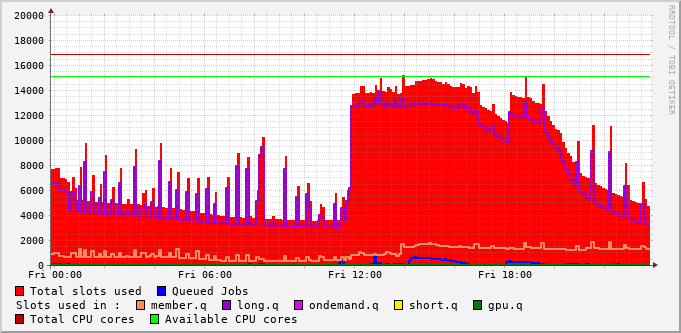 20000
18000
16000
14000
12000
10000
8000
6000
4000
2000
0
Fri 00:00 Fri 06:00 Fri 12:00 Fri 18:00
RRDTOOL / TOBI OETIKER
Total slots used Queued Jobs
Slots used in : member.q long.q ondemand.q short.q gpu.q
Total CPU cores Available CPU cores